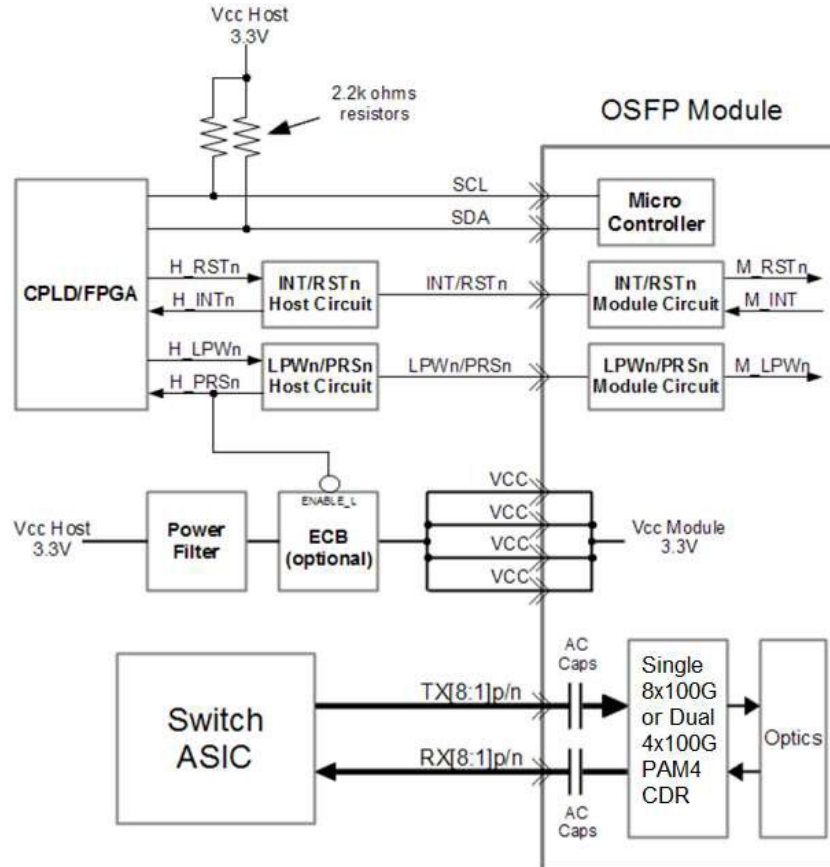 Vcc Host
3.3V
2.2k ohms
resistors
OSFP Module
SCL
SDA
Micro
Controller
CPLD/FPGA
H_RSTn
H_INTn
INT/RSTn
Host Circuit
INT/RSTn
INT/RSTn
Module Circuit
M_RSTn
M_INT
H_LPWn
H_PRSn
LPWn/PRSn
Host Circuit
LPWn/PRSn
LPWn/PRSn
Module Circuit
M_LPWn
Vcc Host
3.3V
Power
Filter
ENABLE_L
ECB
(optional)
VCC
VCC
VCC
VCC
Vcc Module
3.3V
Switch
ASIC
TX[8:1]p/n
RX[8:1]p/n
AC
Caps
AC
Caps
Single
8x100G
or Dual
4x100G
PAM4
CDR
Optics